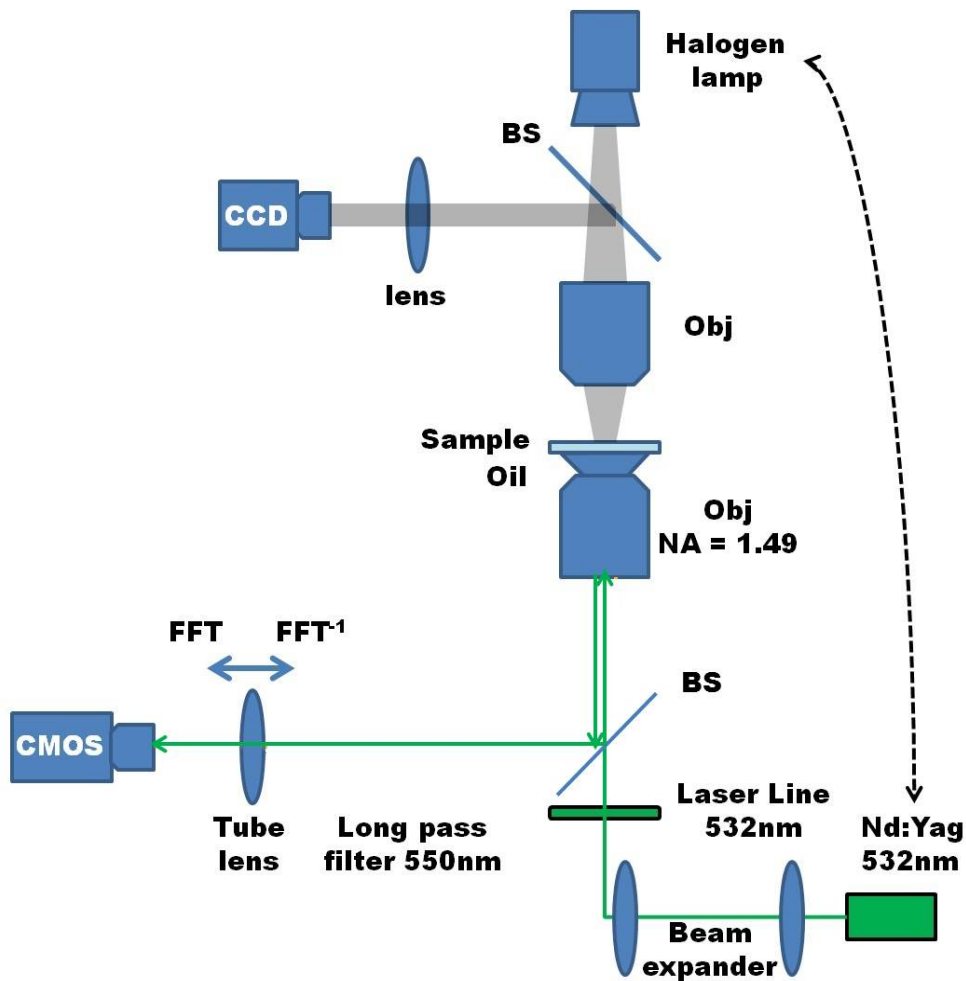 Halogen
lamp
BS
CCD
lens
Obj
Sample
Oil
Obj
NA = 1.49
FFT FFT-1
BS
CMOS
Tube
lens
Long pass
filter 550nm
Laser Line
532nm
Nd:Yag
532nm
Beam
expander